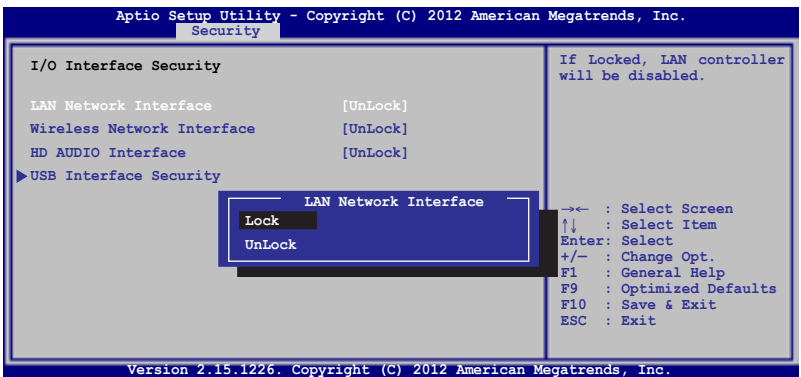 Aptio Setup Utility - Copyright (C) 2012 American Megatrends, Inc.
Security
I/O Interface Security
LAN Network Interface [UnLock]
Wireless Network Interface [UnLock]
HD AUDIO Interface [UnLock]
USB Interface Security
LAN Network Interface
Lock
UnLock
If Locked, LAN controller
will be disabled.
→← : Select Screen
↑↓ : Select Item
Enter: Select
+/— : Change Opt.
F1 : General Help
F9 : Optimized Defaults
F10 : Save & Exit
ESC : Exit
Version 2.15.1226. Copyright (C) 2012 American Megatrends, Inc.